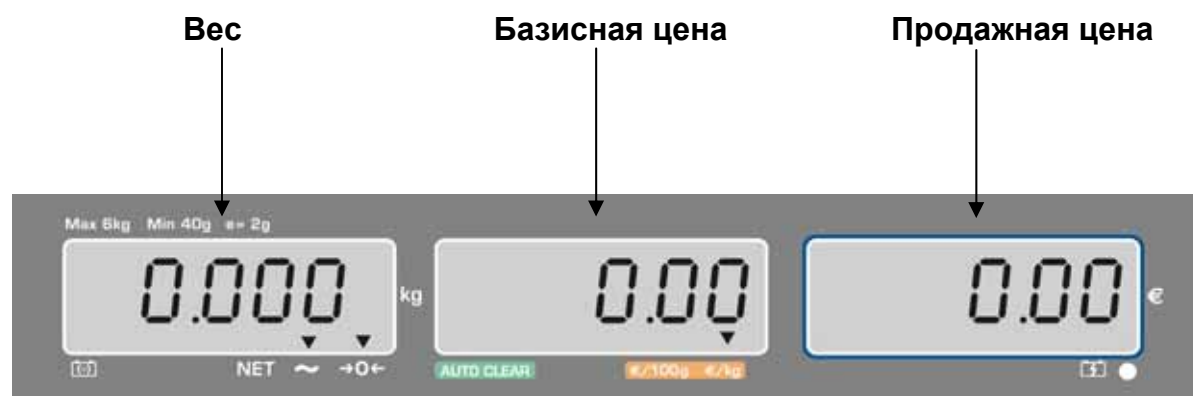 Вес Базисная цена Продажная цена
Max 6kg Min 40g e= 2g
0.000 kg 0.00 0.00 €
NET ~ →0← AUTO CLEAR €/100g €/kg